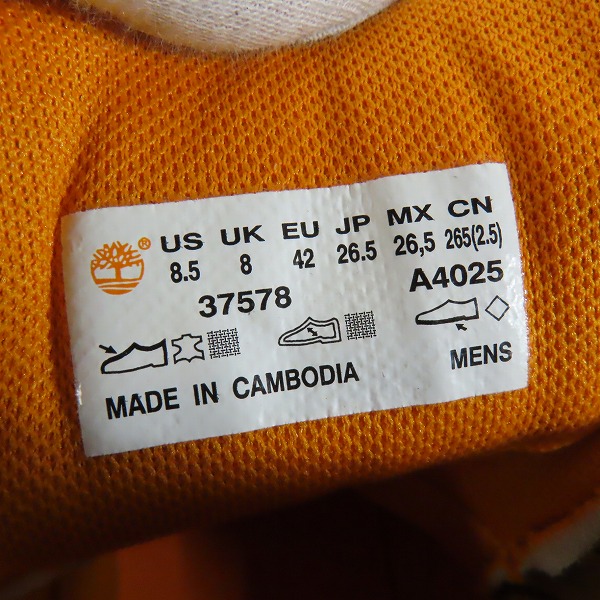 ® US UK EU JP MX CN
8.5 8 42 26.5 26,5 265(2.5)
37578 A4025
MADE IN CAMBODIA MENS